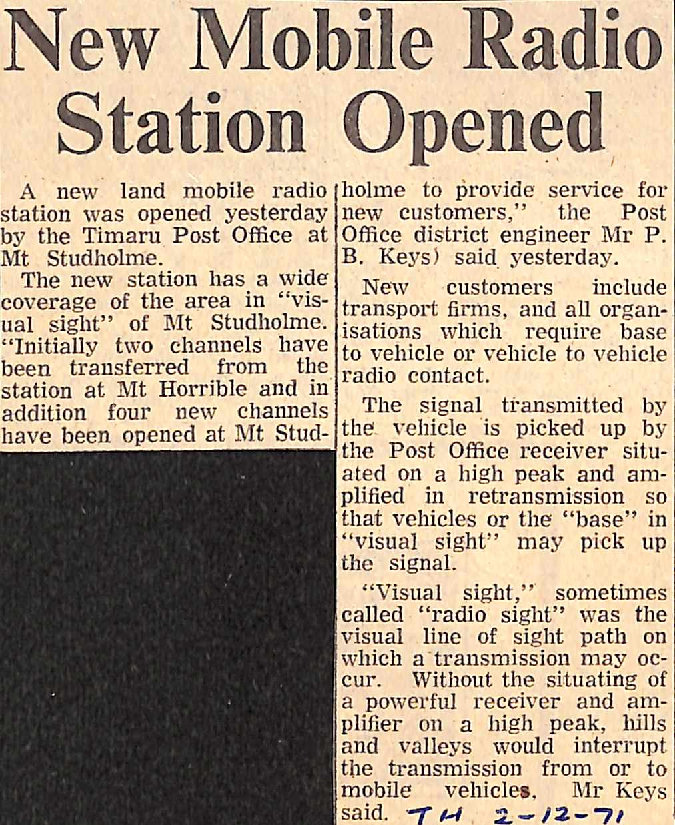 New Mobile Radio
Station Opened
A new land mobile radio
station was opened yesterday
by the Timaru Post Office at
Mt Studholme.
The new station has a wide
coverage of the area in “vis-
ual sight” of Mt Studholme.
“Initially two channels have
been transferred from the
station at Mt Horrible and in
addition four new channels
have been opened at Mt Stud-
holme to provide service for
new customers,” the Post
Office district engineer Mr P.
B. Keys) said yesterday.
New customers include
transport firms, and all organ-
isations which require base
to vehicle or vehicle to vehicle
radio contact.
The signal transmitted by
the vehicle is picked up by
the Post Office receiver situ-
ated on a high peak and am-
plified in retransmission so
that vehicles or the “base” in
“visual sight” may pick up
the signal.
“Visual sight,” sometimes
called “radio sight” was the
visual line of sight path on
which a transmission may oc-
cur. Without the situating of
a powerful receiver and am-
plifier on a high peak, hills
and valleys would interrupt
the transmission from or to
mobile vehicles, Mr Keys
said. TH 2-12-71